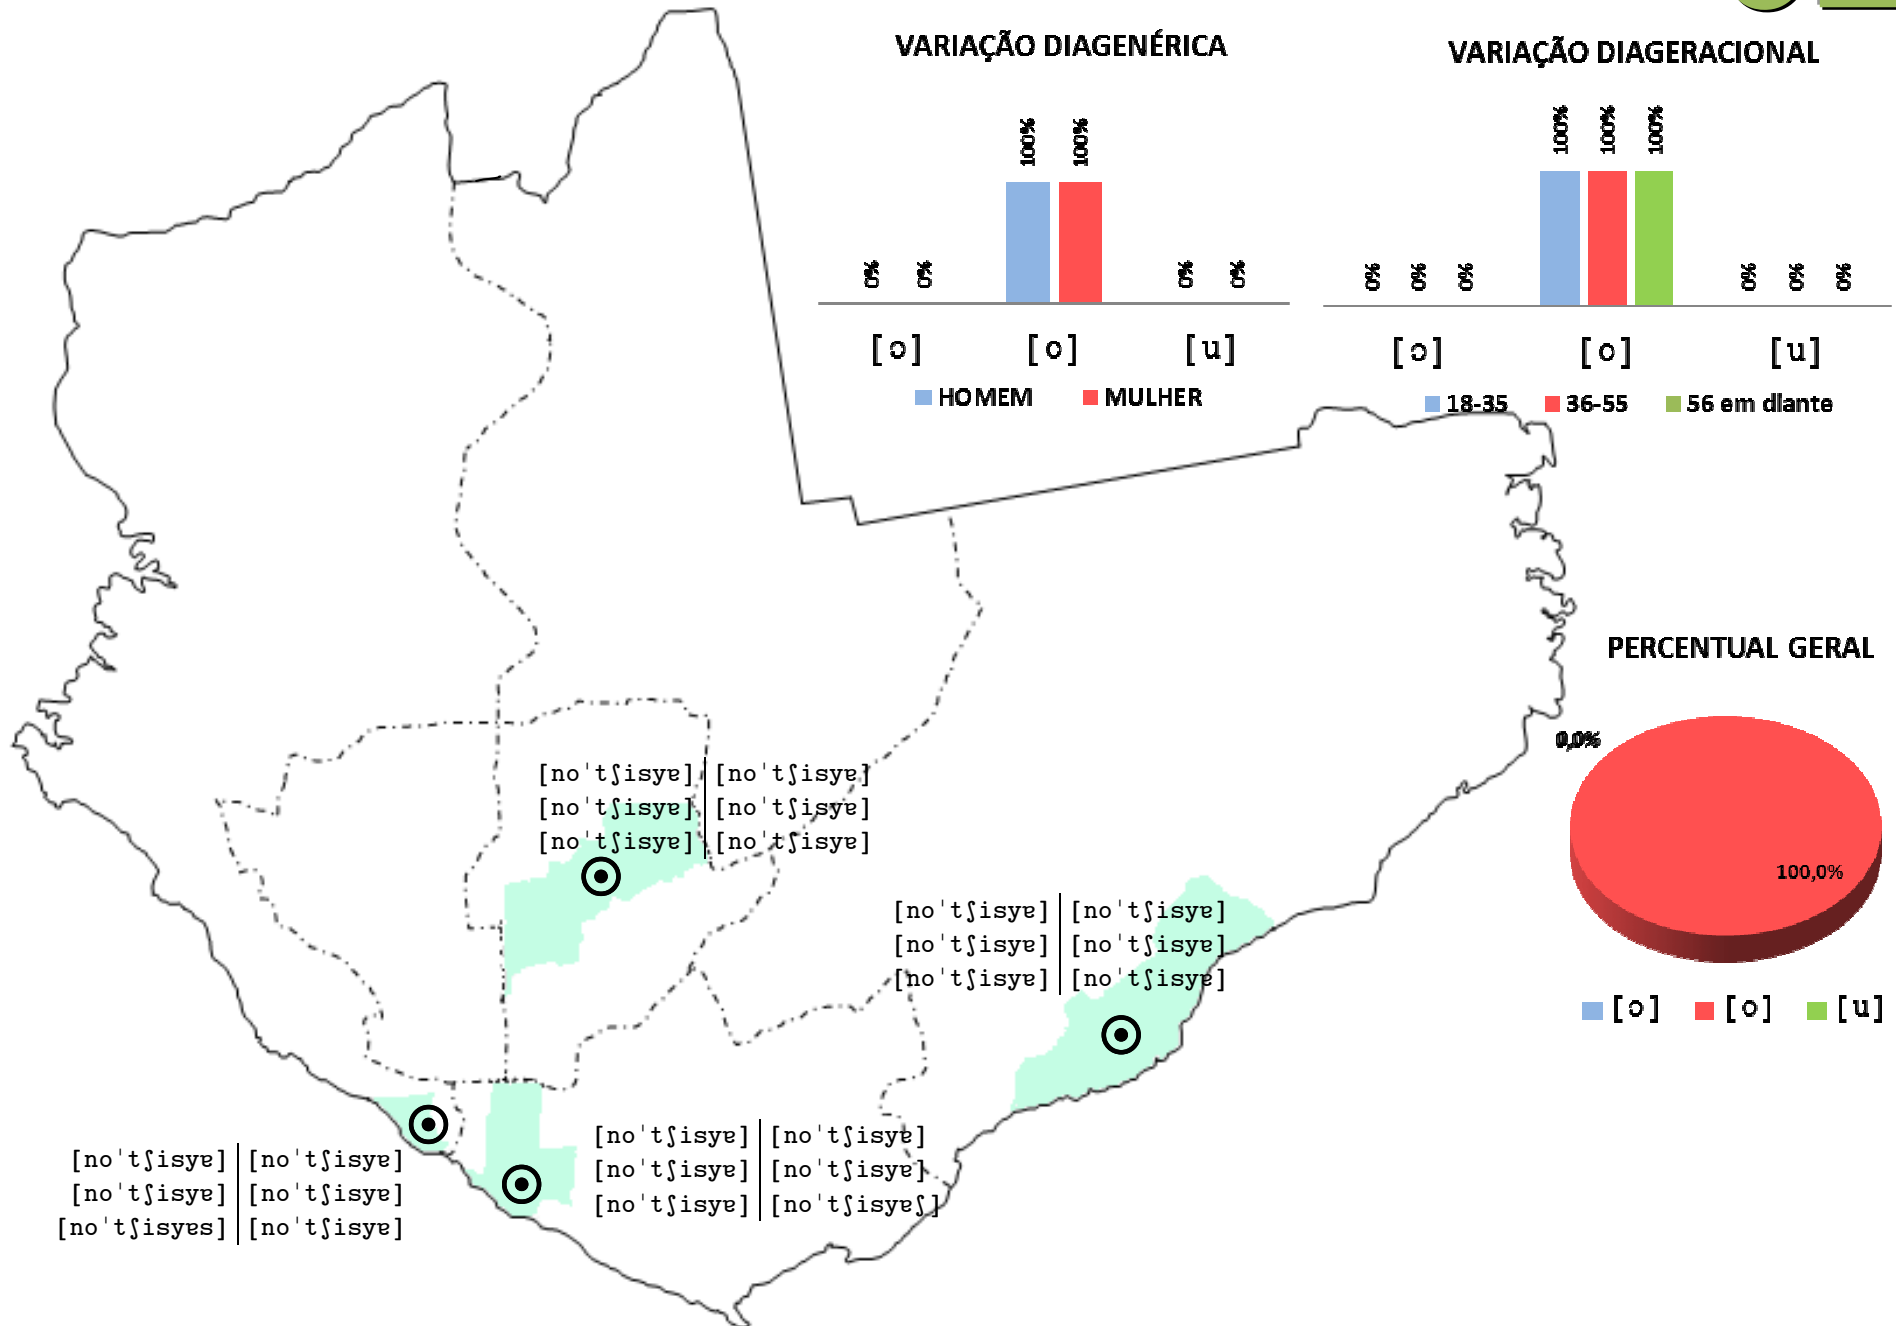 VARIAÇÃO DIAGENÉRICA
100% 100%
0% 0% 0% 0%
[ɔ] [o] [u]
HOMEM MULHER
VARIAÇÃO DIAGERACIONAL
100% 100% 100%
0% 0% 0% 0% 0% 0%
[ɔ] [o] [u]
18-35 36-55 56 em diante
PERCENTUAL GERAL
0,0%
100,0%
[ɔ] [o] [u]
[noˈtʃisyɐ] [noˈtʃisyɐ]
[noˈtʃisyɐ] [noˈtʃisyɐ]
[noˈtʃisyɐ] [noˈtʃisyɐ]
[noˈtʃisyɐ] [noˈtʃisyɐ]
[noˈtʃisyɐ] [noˈtʃisyɐ]
[noˈtʃisyɐ] [noˈtʃisyɐ]
[noˈtʃisyɐ] [noˈtʃisyɐ]
[noˈtʃisyɐ] [noˈtʃisyɐ]
[noˈtʃisyɐ] [noˈtʃisyɐʃ]
[noˈtʃisyɐ] [noˈtʃisyɐ]
[noˈtʃisyɐ] [noˈtʃisyɐ]
[noˈtʃisyɐs] [noˈtʃisyɐ]